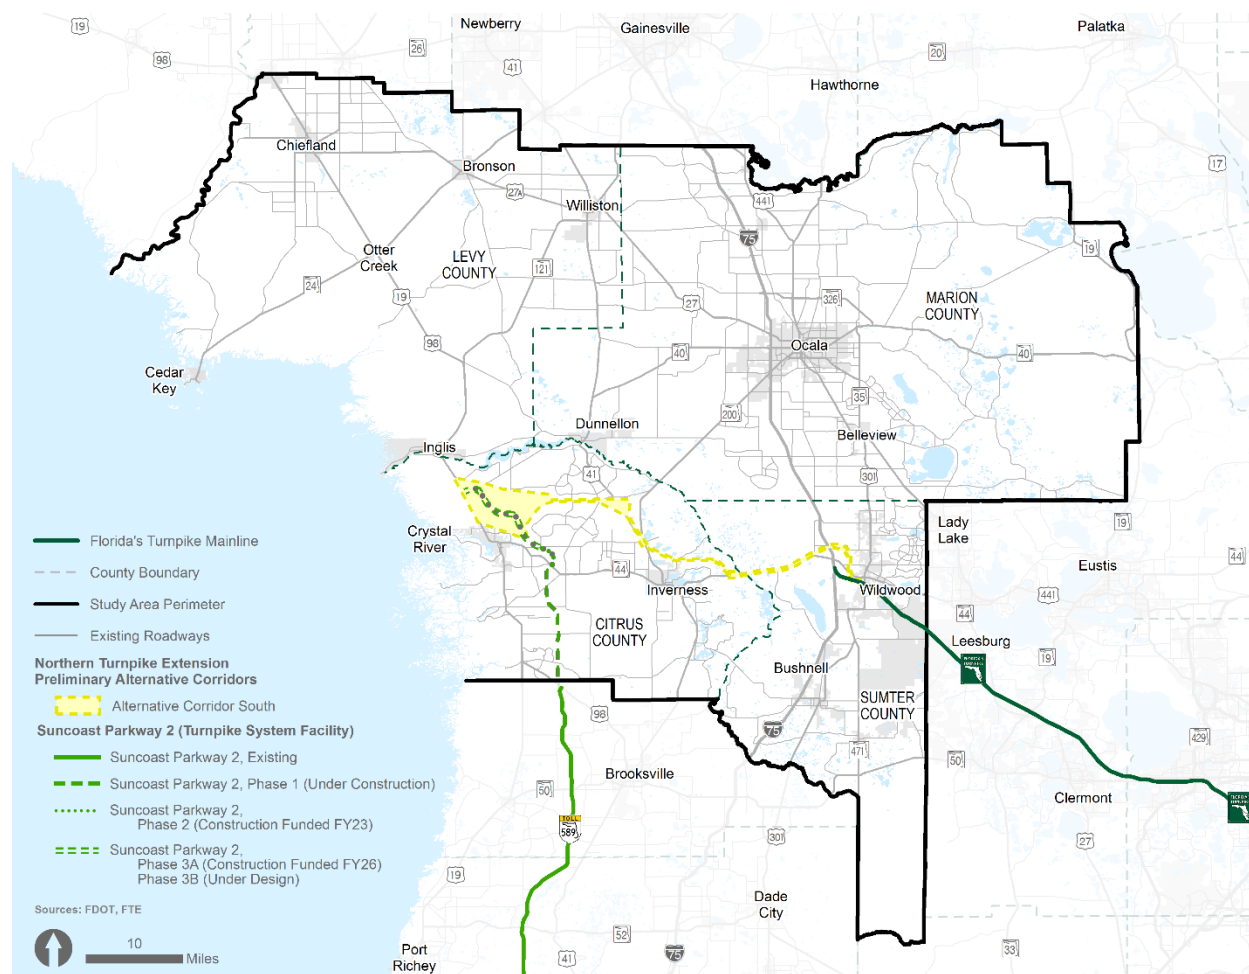 Newberry
Gainesville
Palatka
19
26
20
98
41
Hawthorne
Chiefland
Bronson
17
27A
Williston
441
75
19
Otter
Creek
LEVY
COUNTY
121
24
19
27
326
MARION
COUNTY
98
Ocala
40
40
Cedar
Key
35
200
Dunnellon
Belleview
Inglis
41
301
Crystal
River
Lady
Lake
19
44
Eustis
44
Inverness
Wildwood
441
CITRUS
COUNTY
44
Leesburg
19
Bushnell
SUMTER
COUNTY
98
75
471
429
50
Brooksville
50
Clermont
TOLL
589
301
27
19
Dade
City
52
33
Port
Richey
41
75
Florida's Turnpike Mainline
County Boundary
Study Area Perimeter
Existing Roadways
Northern Turnpike Extension
Preliminary Alternative Corridors
Alternative Corridor South
Suncoast Parkway 2 (Turnpike System Facility)
Suncoast Parkway 2, Existing
Suncoast Parkway 2, Phase 1 (Under Construction)
Suncoast Parkway 2,
Phase 2 (Construction Funded FY23)
Suncoast Parkway 2,
Phase 3A (Construction Funded FY26)
Phase 3B (Under Design)
Sources: FDOT, FTE
10
Miles